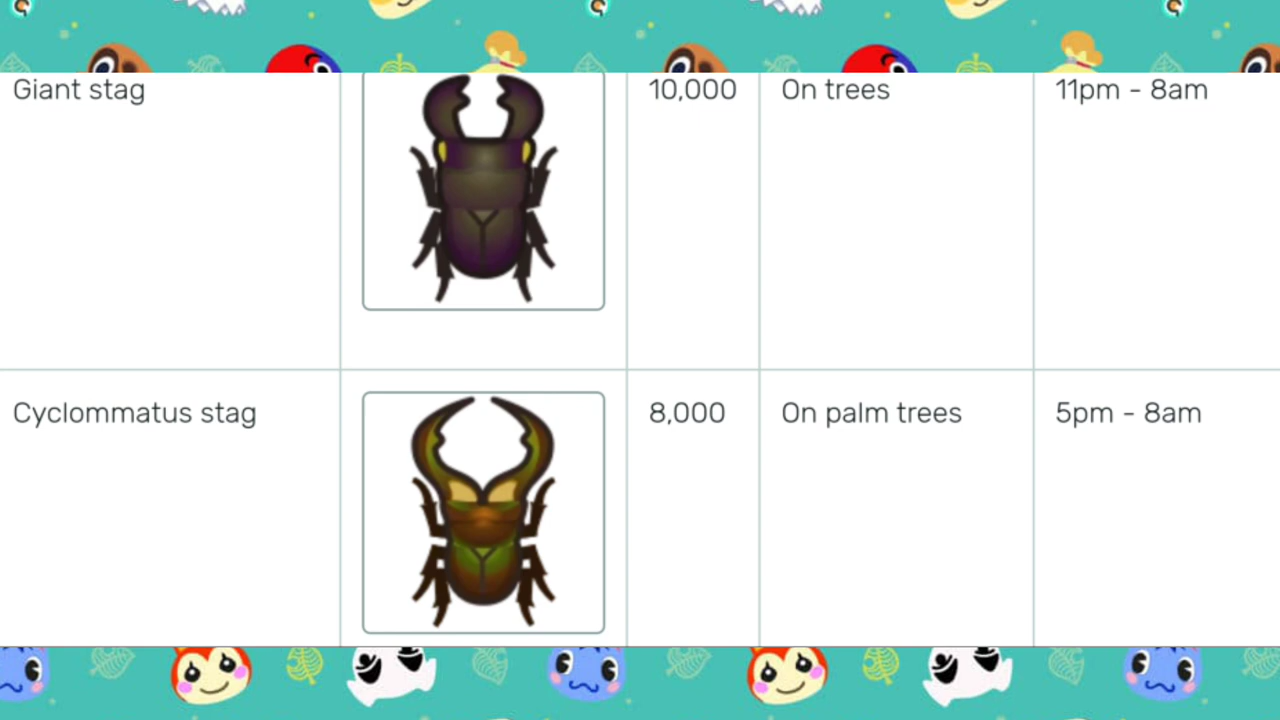 Giant stag 10,000 On trees 11pm - 8am
Cyclommatus stag 8,000 On palm trees 5pm - 8am